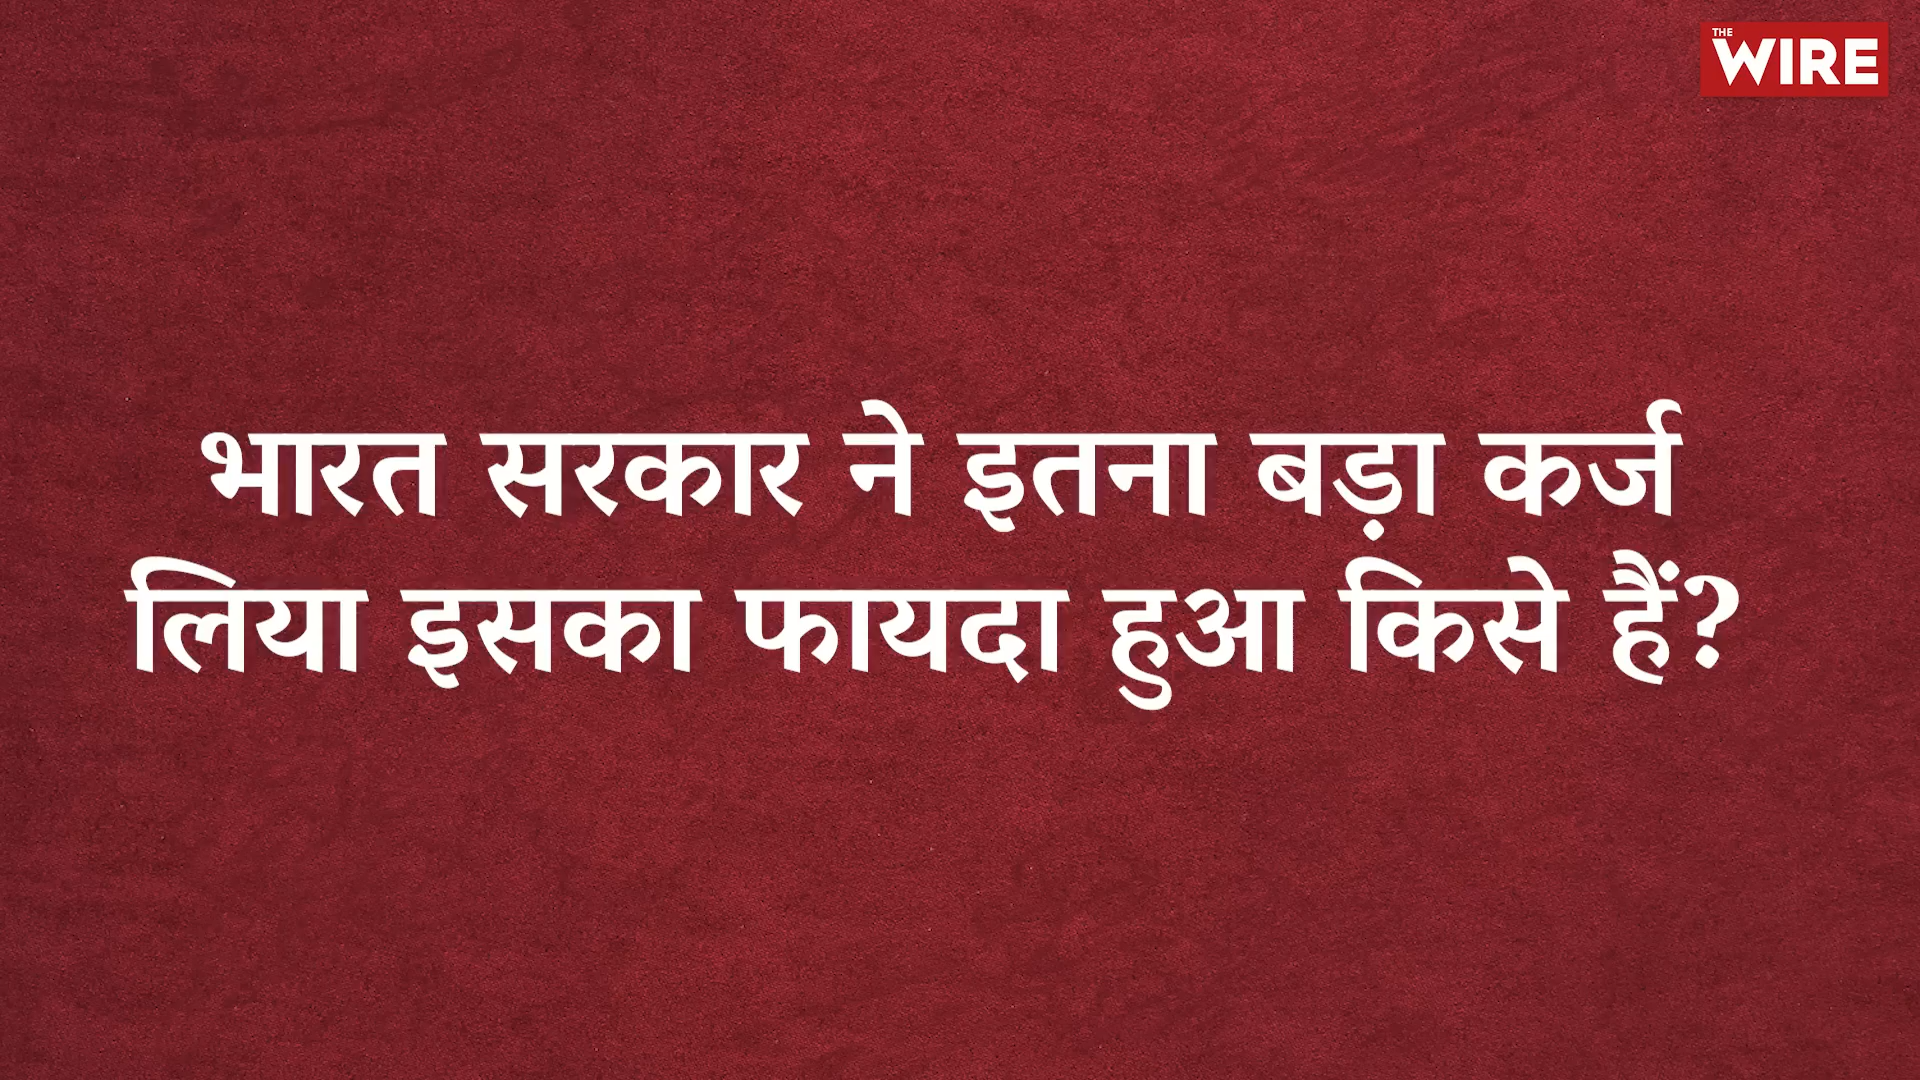 THE WIRE
भारत सरकार ने इतना बड़ा कर्ज
लिया इसका फायदा हुआ किसे हैं?